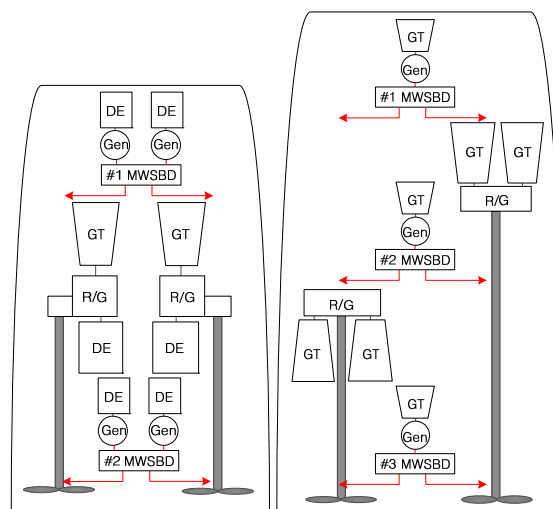 DE DE
Gen Gen
#1 MWSBD
GT GT
R/G R/G
DE DE
DE DE
Gen Gen
#2 MWSBD
GT
Gen
#1 MWSBD
GT GT
R/G
GT
Gen
#2 MWSBD
R/G
GT GT
GT
Gen
#3 MWSBD